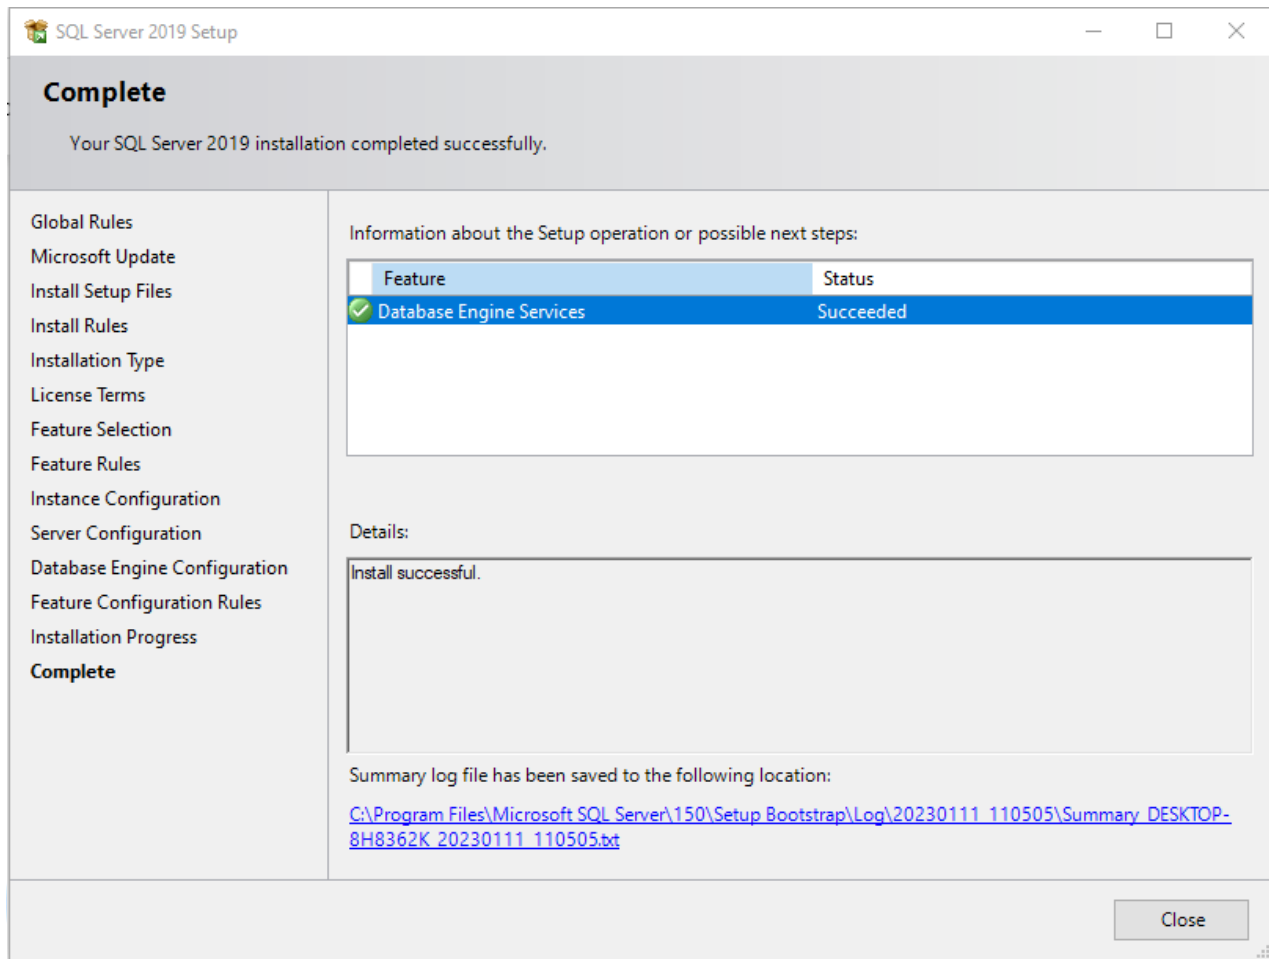 SQL Server 2019 Setup
Complete
Your SQL Server 2019 installation completed successfully.
Global Rules
Microsoft Update
Install Setup Files
Install Rules
Installation Type
License Terms
Feature Selection
Feature Rules
Instance Configuration
Server Configuration
Database Engine Configuration
Feature Configuration Rules
Installation Progress
Complete
Information about the Setup operation or possible next steps:
Feature Status
Database Engine Services Succeeded
Details:
Install successful.
Summary log file has been saved to the following location:
C:\Program Files\Microsoft SQL Server\150\Setup Bootstrap\Log\20230111_110505\Summary_DESKTOP-
8H8362K_20230111_110505.txt
Close